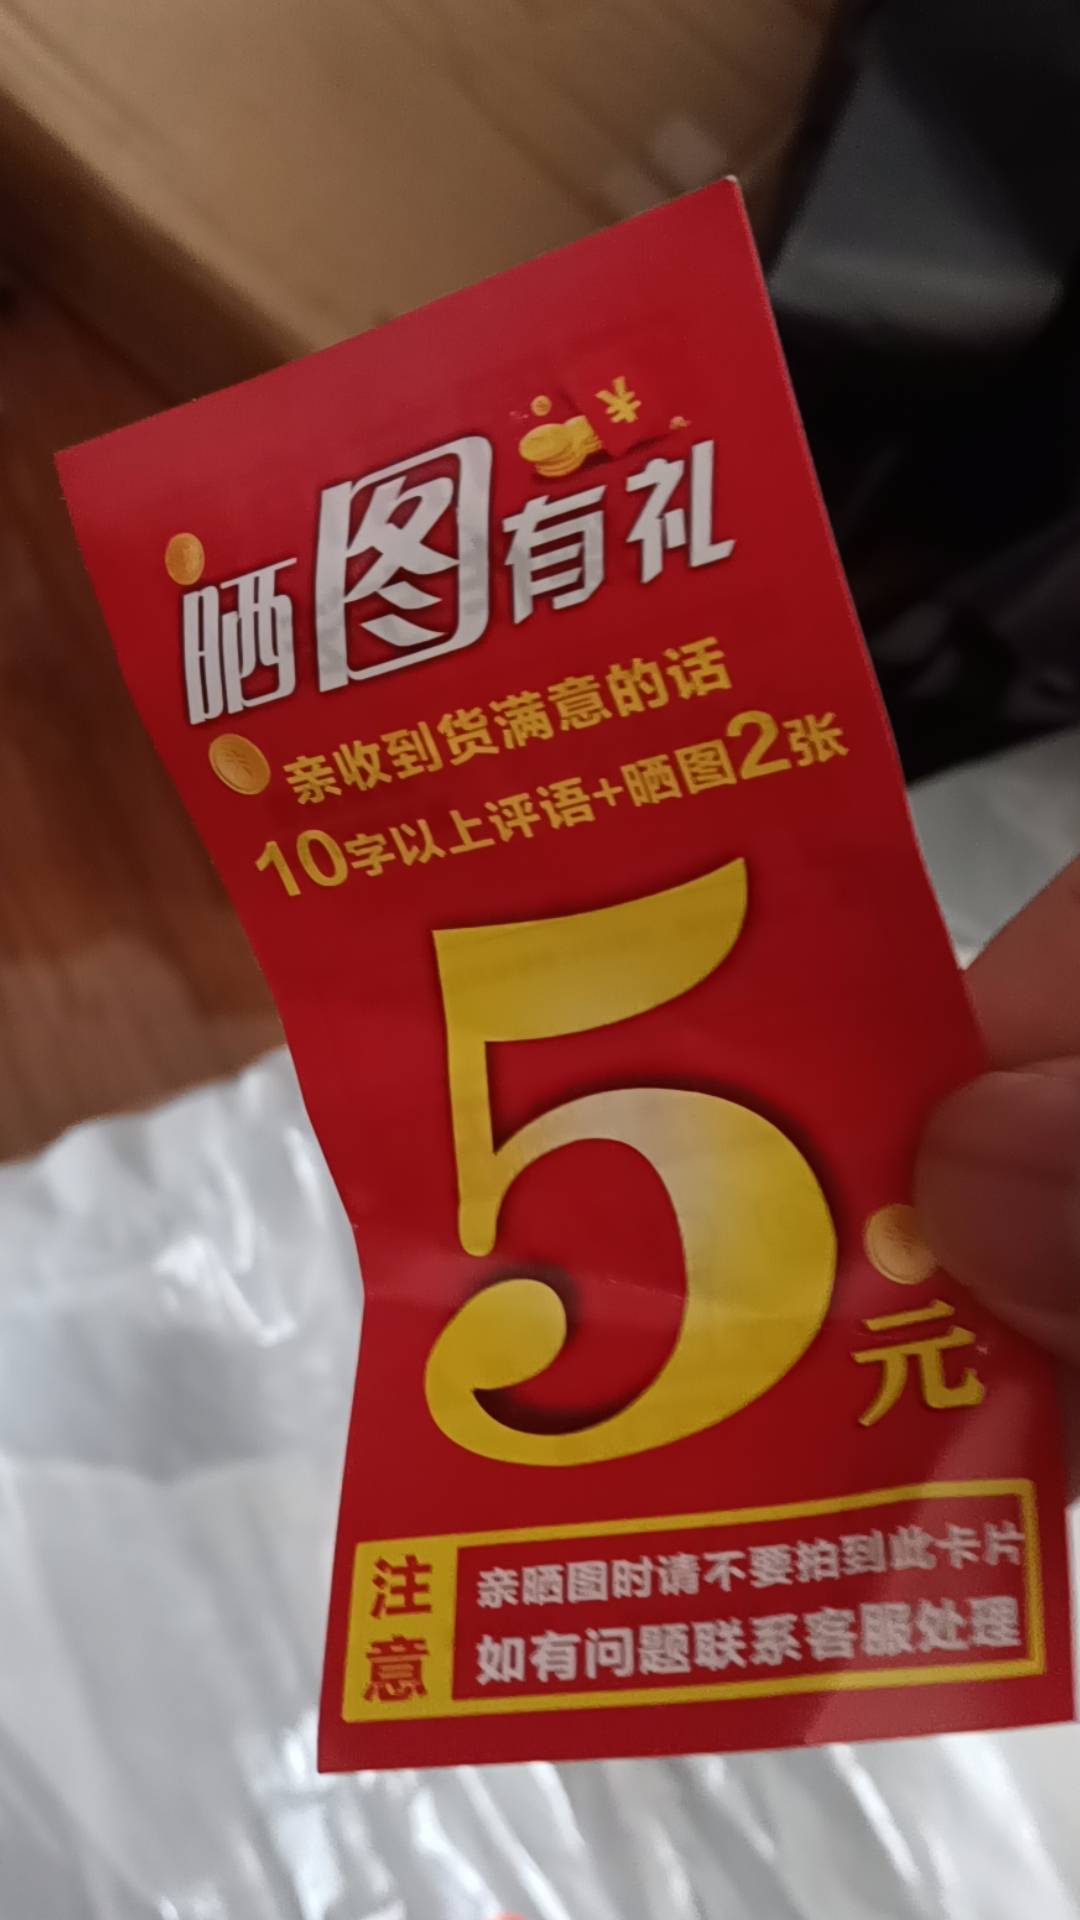 晒图有礼
亲收到货满意的话
10字以上评语+晒图2张
5元
注意
亲晒图时请不要拍到此卡片
如有问题联系客服处理